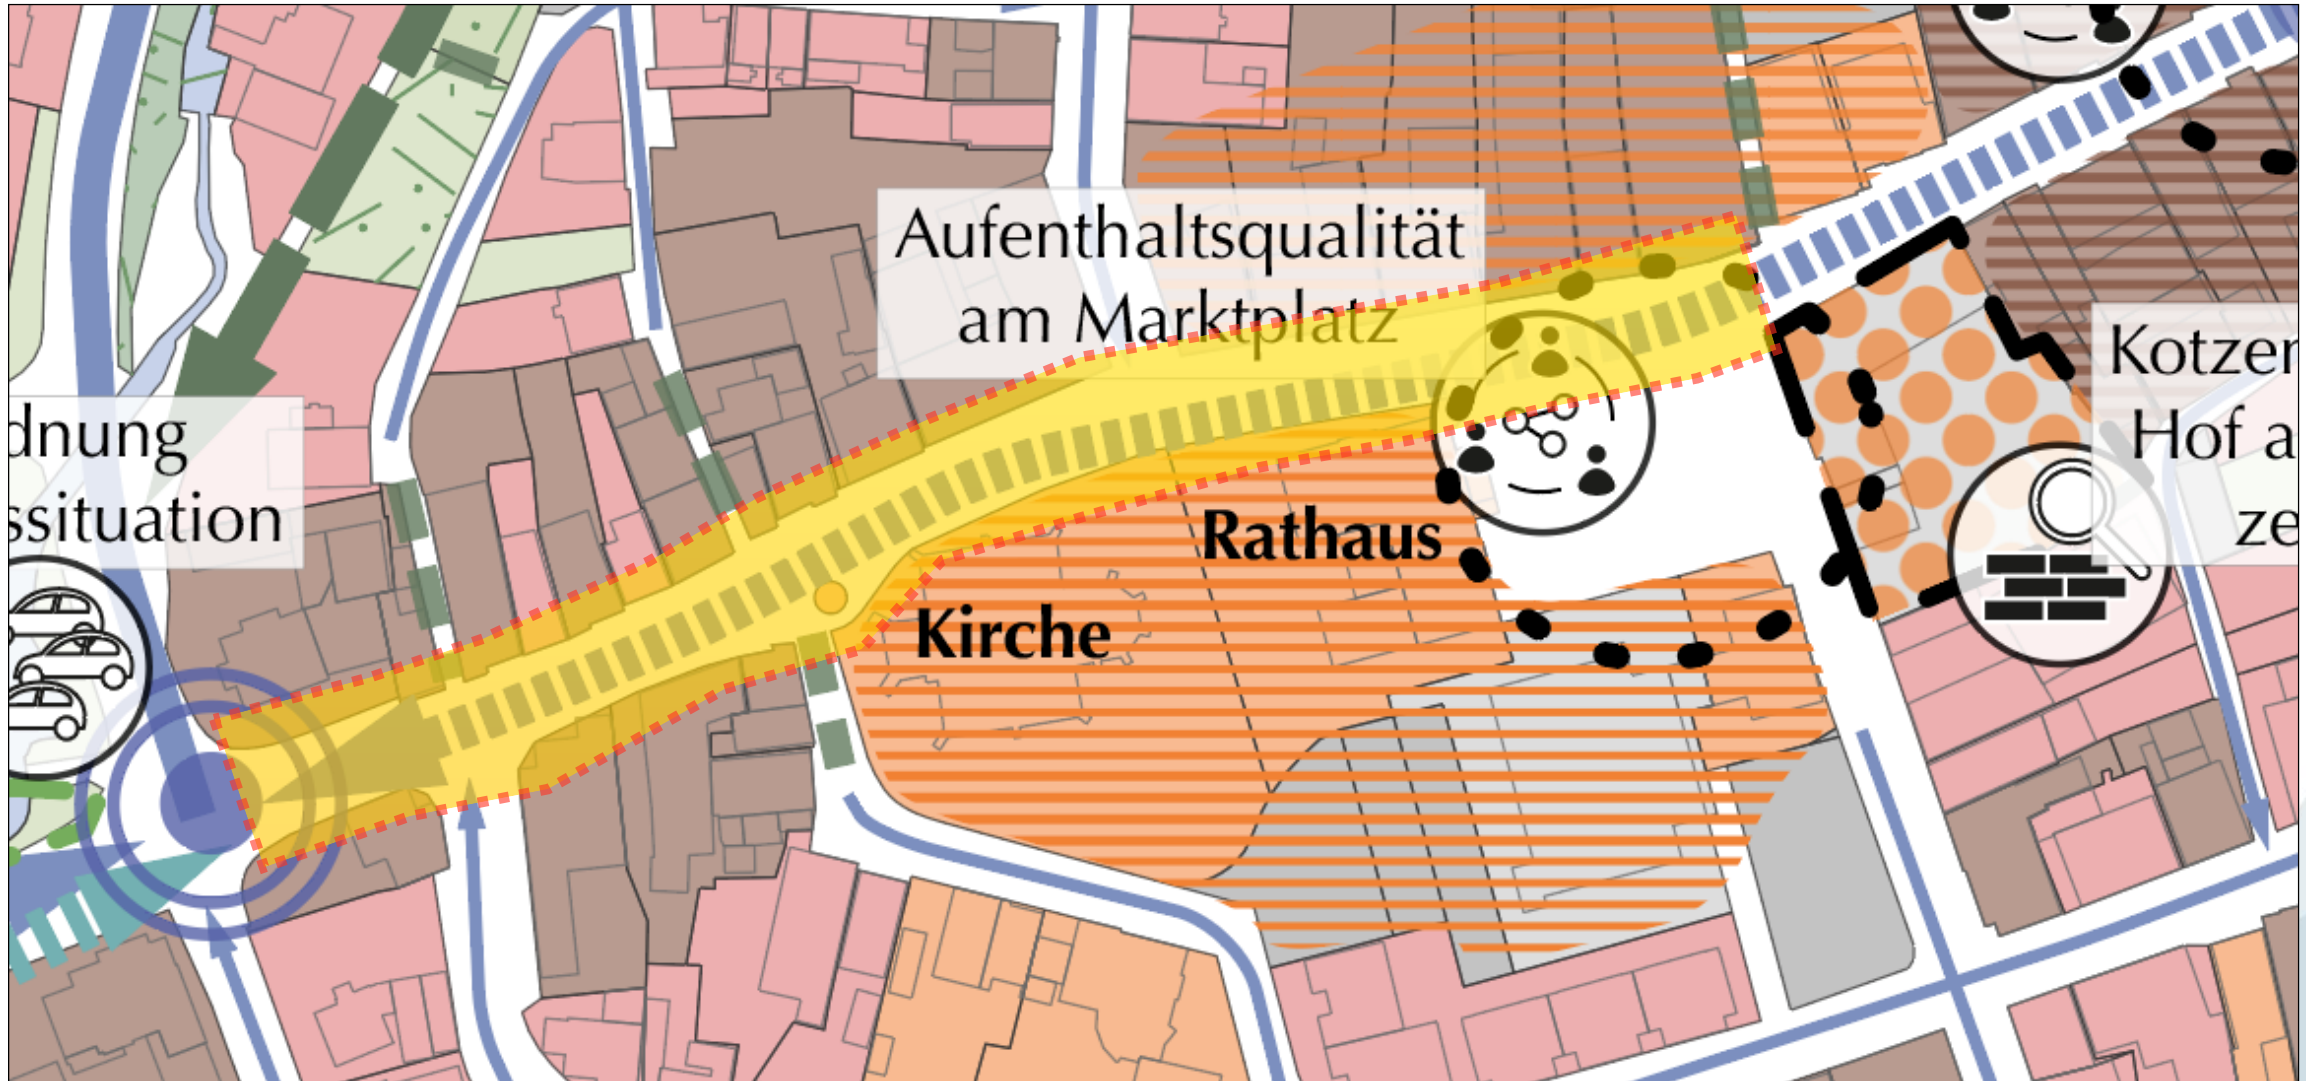 Aufenthaltsqualität
am Marktplatz
dnung
ssituation
Rathaus
Kirche
Kotzer
Hof a
ze